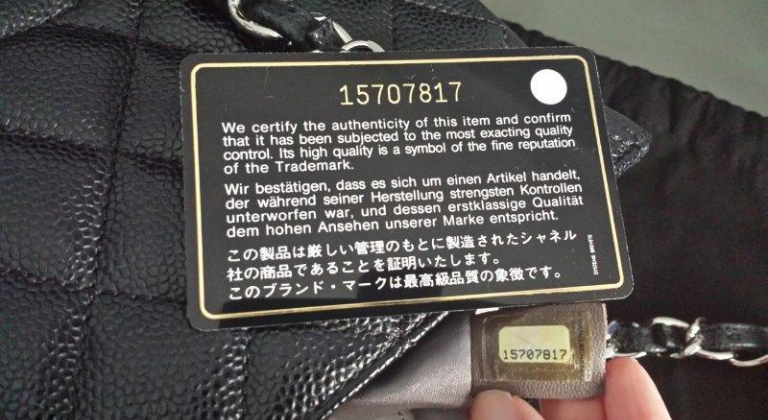 15707817
We certify the authenticity of this item and confirm
that it has been subjected to the most exacting quality
control. Its high quality is a symbol of the fine reputation
of the Trademark.
Wir bestätigen, dass es sich um einen Artikel handelt,
der während seiner Herstellung strengsten Kontrollen
unterworfen war, und dessen erstklassige Qualität
dem hohen Ansehen unserer Marke entspricht.
この製品は厳しい管理のもとに製造されたシャネル
社の商品であることを証明いたします。
このブランド・マークは最高級品質の象徴です。
15707817